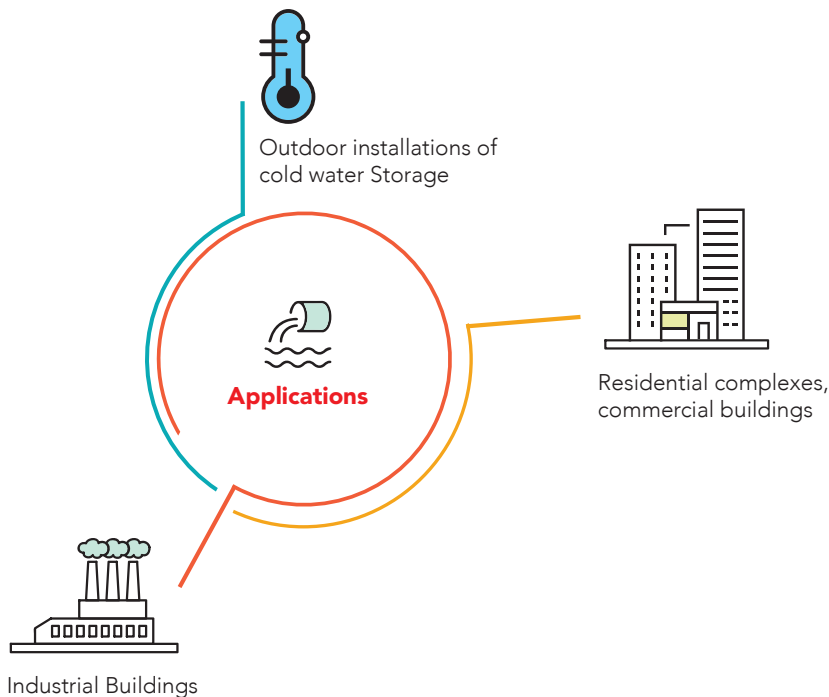 Outdoor installations of
cold water Storage
Applications
Residential complexes,
commercial buildings
Industrial Buildings